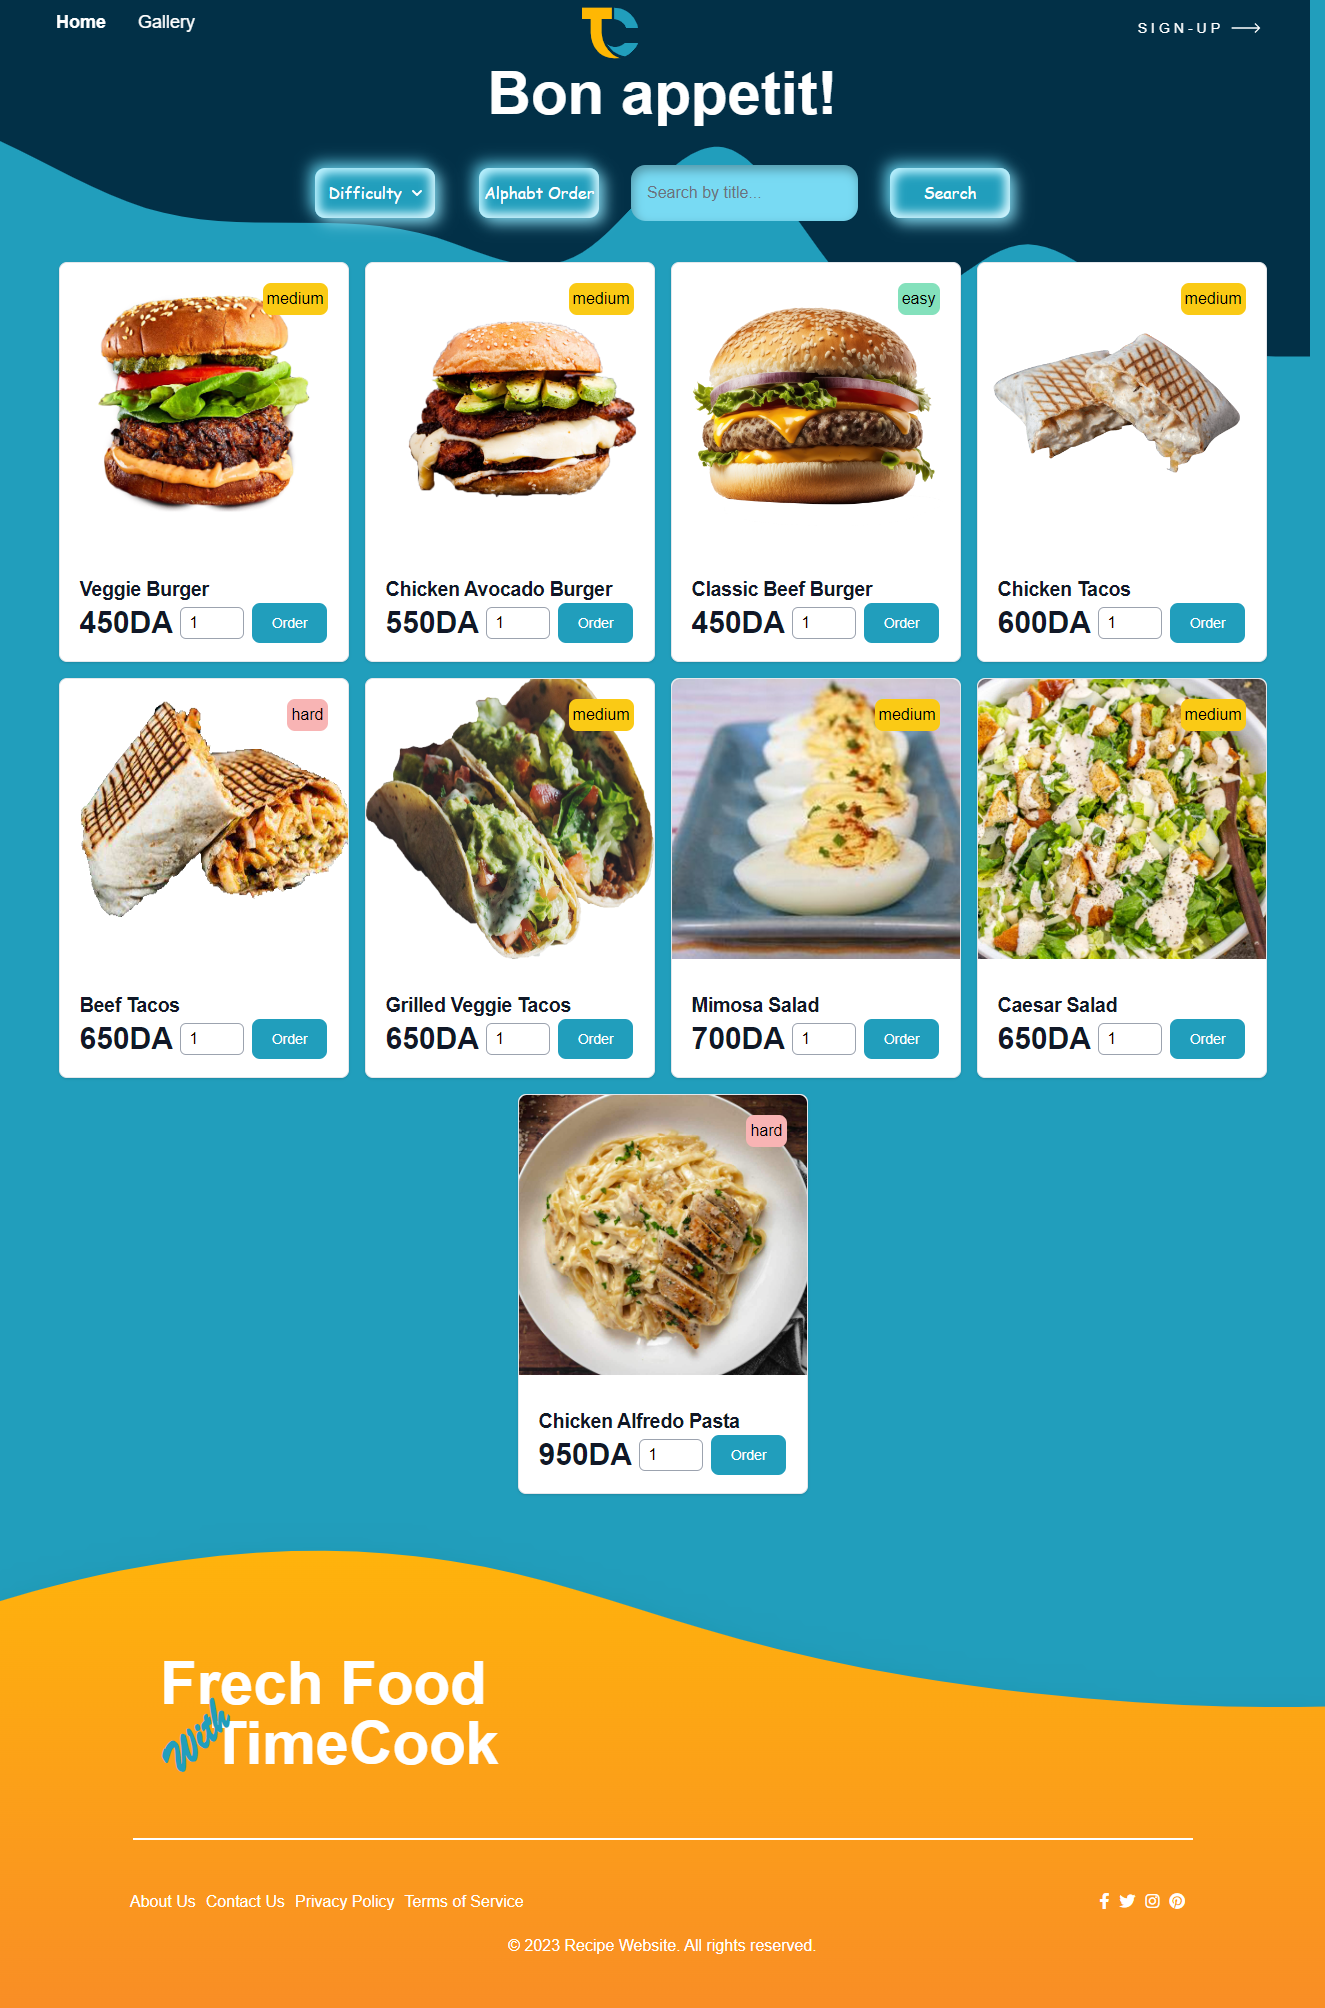 Home Gallery
TC
SIGN-UP
Bon appetit!
Difficulty Alphabt Order Search by title... Search
medium
medium
easy
medium
Veggie Burger
450DA 1 Order
Chicken Avocado Burger
550DA 1 Order
Classic Beef Burger
450DA 1 Order
Chicken Tacos
600DA 1 Order
hard
medium
medium
medium
Beef Tacos
650DA 1 Order
Grilled Veggie Tacos
650DA 1 Order
Mimosa Salad
700DA 1 Order
Caesar Salad
650DA 1 Order
hard
Chicken Alfredo Pasta
950DA 1 Order
Frech Food
With TimeCook
About Us Contact Us Privacy Policy Terms of Service
© 2023 Recipe Website. All rights reserved.